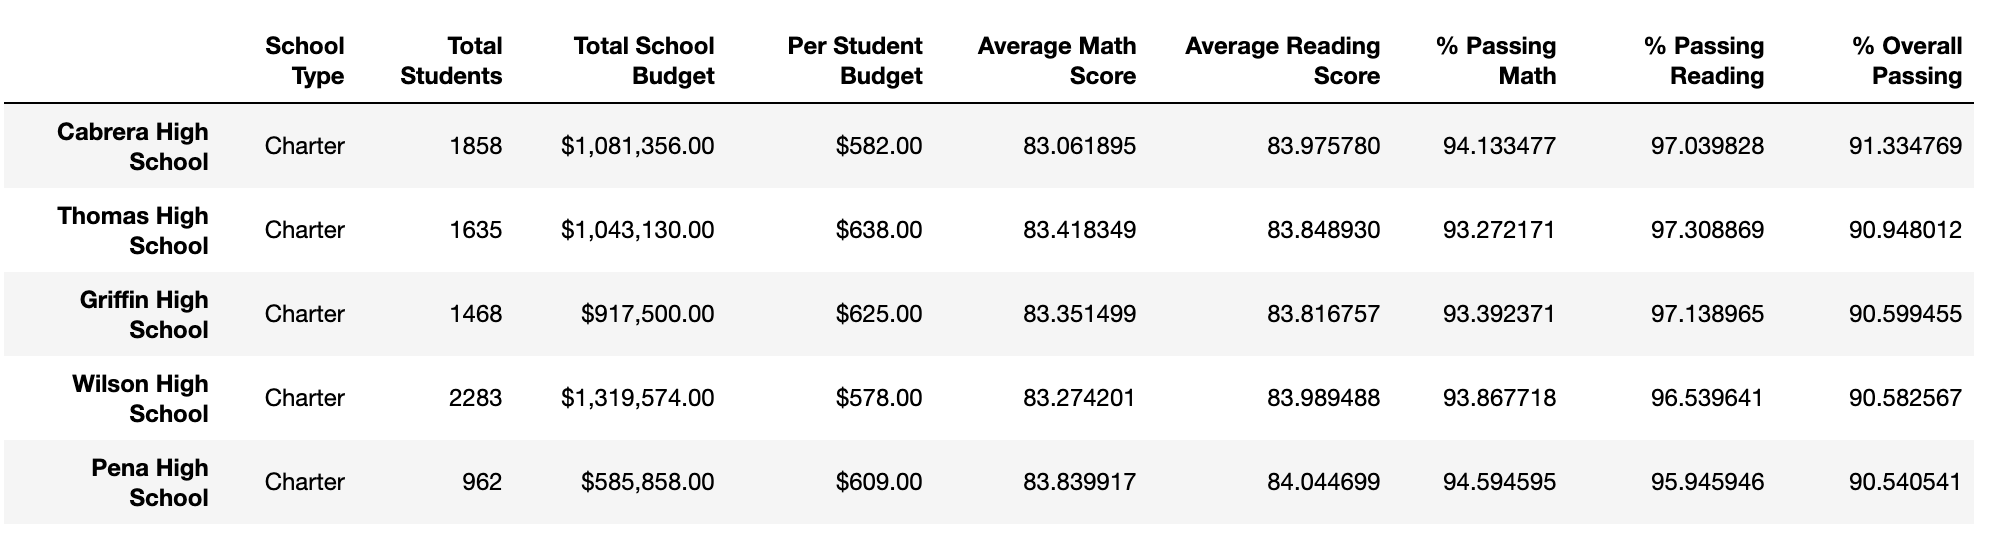 School Type Total Students Total School Budget Per Student Budget Average Math Score Average Reading Score % Passing Math % Passing Reading % Overall Passing
Cabrera High School Charter 1858 $1,081,356.00 $582.00 83.061895 83.975780 94.133477 97.039828 91.334769
Thomas High School Charter 1635 $1,043,130.00 $638.00 83.418349 83.848930 93.272171 97.308869 90.948012
Griffin High School Charter 1468 $917,500.00 $625.00 83.351499 83.816757 93.392371 97.138965 90.599455
Wilson High School Charter 2283 $1,319,574.00 $578.00 83.274201 83.989488 93.867718 96.539641 90.582567
Pena High School Charter 962 $585,858.00 $609.00 83.839917 84.044699 94.594595 95.945946 90.540541